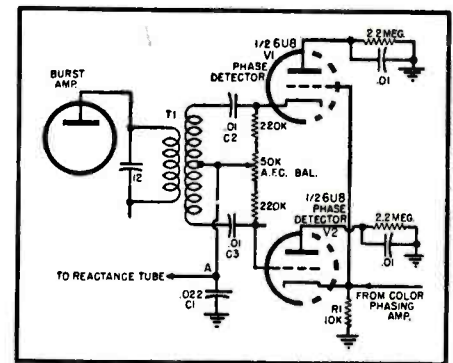 BURST
AMP.
12
T1
.01
C2
1/2 6U8
V1
PHASE
DETECTOR
2.2 MEG.
.01
220K
50K
A.F.C. BAL.
220K
.01
C3
1/2 6U8
PHASE
DETECTOR
V2
2.2 MEG.
.01
TO REACTANCE TUBE
A
.022
C1
R1
10K
FROM COLOR
PHASING
AMP.